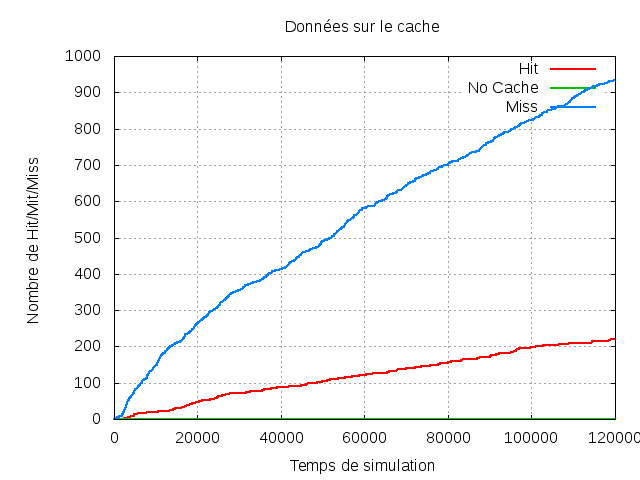 Données sur le cache
Nombre de Hit/Mit/Miss
1000
900
800
700
600
500
400
300
200
100
0
Hit
No Cache
Miss
0 20000 40000 60000 80000 100000 120000
Temps de simulation